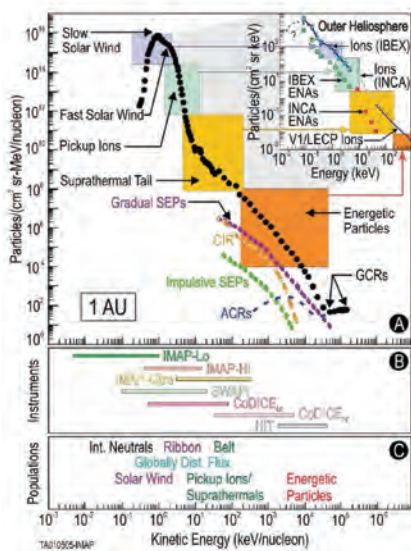 Slow
Solar Wind
Fast Solar Wind
Pickup Ions
Suprathermal Tail
Gradual SEPs
CIR
Impulsive SEPs
ACRs
GCRs
Energetic
Particles
1 AU
A
Particles/(cm² sr-MeV/nucleon)
Outer Heliosphere
Ions (IBEX)
Ions
(INCA)
IBEX
ENAs
INCA
ENAs
V1/LECP Ions
Particles/(cm² sr keV)
Energy (keV)
Instruments
B
IMAP-Lo
IMAP-Hi
IMAP-Ultra
SWAPI
CoDICE
CoDICE
HIT
Populations
C
Int. Neutrals Ribbon Belt
Globally Dist. Flux
Solar Wind Pickup Ions/ Energetic
Suprathermals Particles
Kinetic Energy (keV/nucleon)
TA010905-IMAP